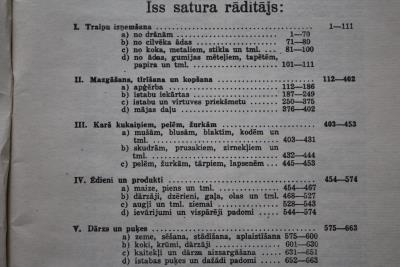 Iss satura rādītājs:
I. Traipu izņemšana 1—111
a) no drānām 1—70
b) no cilvēka ādas 71—80
c) no koka, metaliem, stikla un tml. 81—100
d) no ādas, gumijas mēteļiem, tapētēm,
papira un tml. 101—111
II. Mazgāšana, tīrīšana un kopšana 112—402
a) apģērba 112—186
b) istabu iekārtas 187—249
c) istabu un virtuves priekšmetu 250—375
d) mājas daļu 376—402
III. Karš kukaiņiem, pelēm, žurkām 403—453
a) mušām, blusām, blaktim, kodēm un
tml. 403—431
b) skudrām, prusakiem, zirnekļiem un
tml. 432—444
c) pelēm, žurkām, tārpiem, lapsenēm 445—453
IV. Ēdieni un produkti 454—574
a) maize, piens un tml. 454—467
b) dārzāji, dzērieni, gaļa, olas un tml. 468—527
c) augļi un tml. ziemai 528—543
d) ievārījumi un vispārēji padomi 544—574
V. Dārzs un puķes 575—663
a) zeme, sēšana, stādīšana, aplaistīšana 575—600
b) koki, krūmi, dārzāji 601—630
c) kaitēkļi un dārzu aizsargāšana 631—651
d) istabas puķes un dažādi padomi 652—663